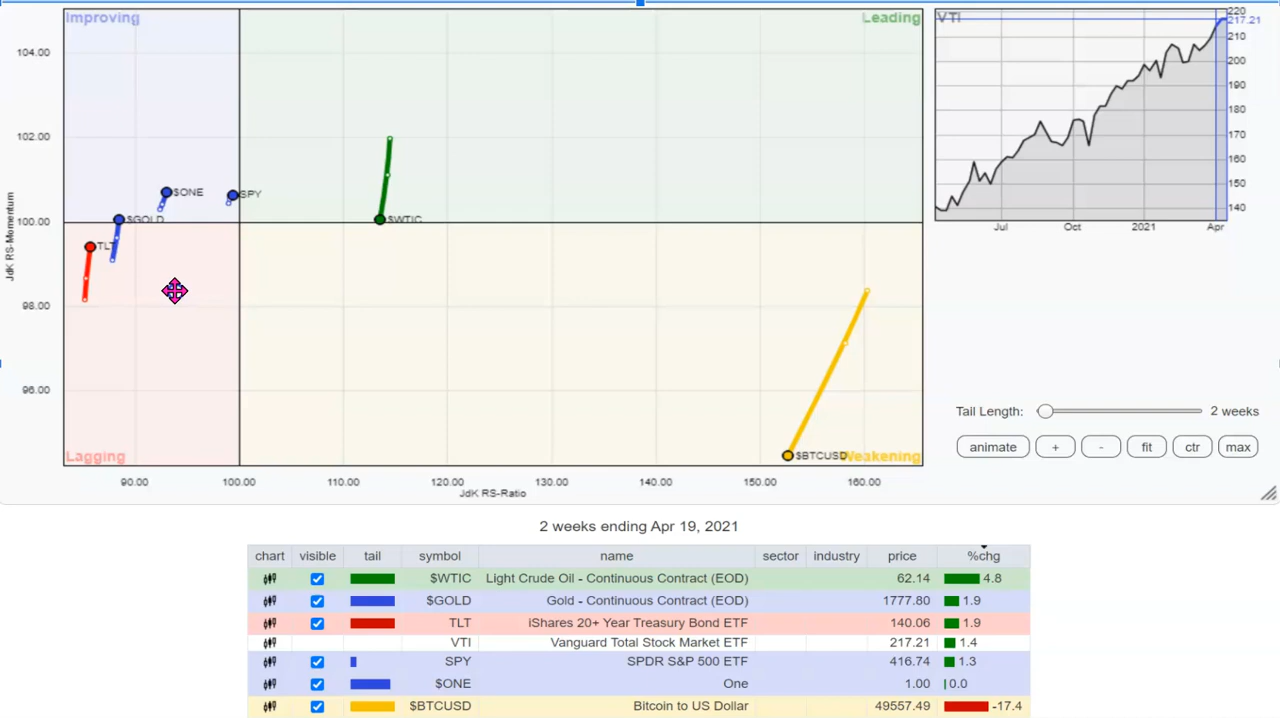 Improving
Leading
104.00
102.00
100.00
98.00
96.00
JdK RS-Momentum
$ONE
SPY
$GOLD
$WTIC
TLT
$BTCUSD
Lagging
Weakening
90.00 100.00 110.00 120.00 130.00 140.00 150.00 160.00
JdK RS-Ratio
VTI
220
217.21
210
200
190
180
170
160
150
140
Jul Oct 2021 Apr
Tail Length: 2 weeks
animate + - fit ctr max
2 weeks ending Apr 19, 2021
chart visible tail symbol name sector industry price %chg
$WTIC Light Crude Oil - Continuous Contract (EOD) 62.14 4.8
$GOLD Gold - Continuous Contract (EOD) 1777.80 1.9
TLT iShares 20+ Year Treasury Bond ETF 140.06 1.9
VTI Vanguard Total Stock Market ETF 217.21 1.4
SPY SPDR S&P 500 ETF 416.74 1.3
$ONE One 1.00 0.0
$BTCUSD Bitcoin to US Dollar 49557.49 -17.4